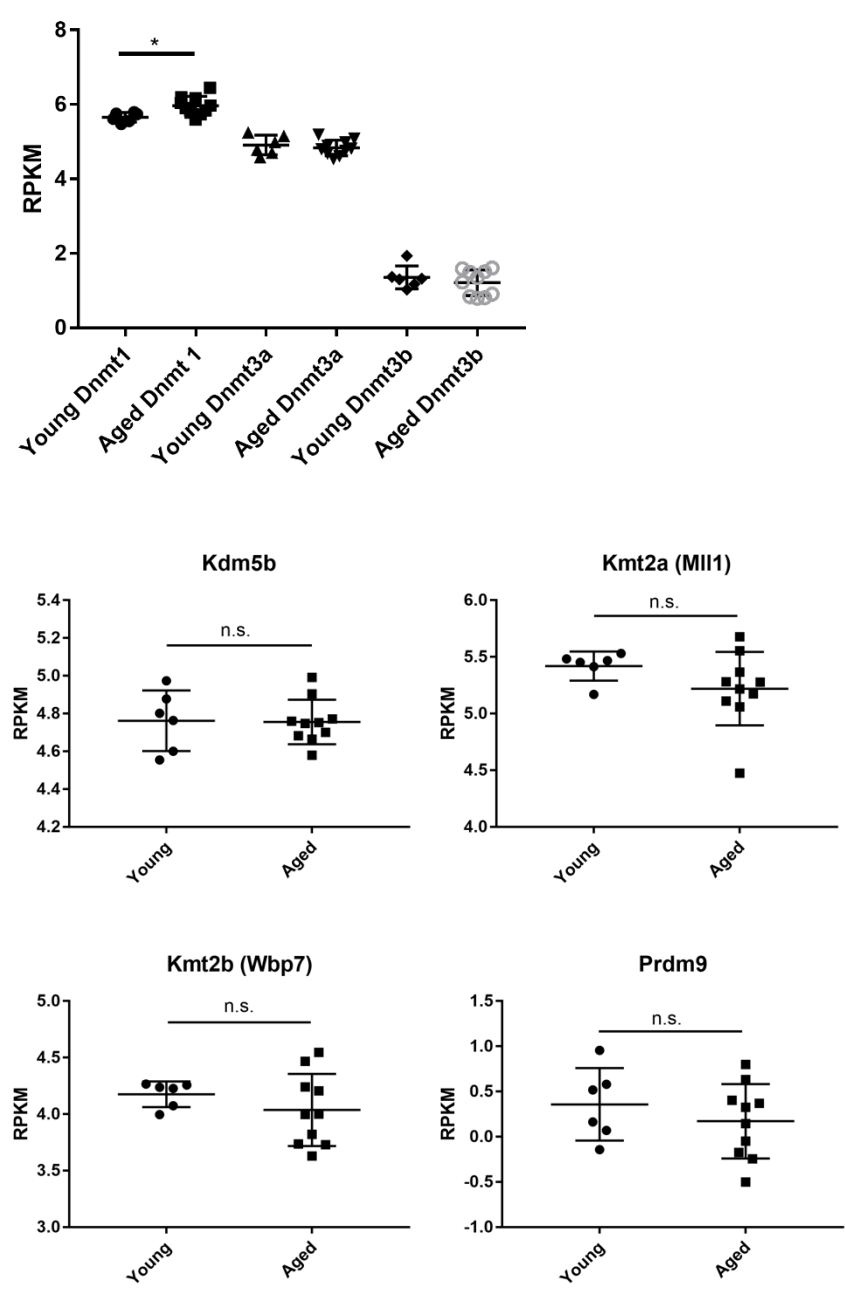 8
*
6
4
2
0
RPKM
Young Dnmt1
Aged Dnmt 1
Young Dnmt3a
Aged Dnmt3a
Young Dnmt3b
Aged Dnmt3b
Kdm5b
5.4
5.2
5.0
4.8
4.6
4.4
4.2
RPKM
n.s.
Young
Aged
Kmt2a (Mll1)
6.0
5.5
5.0
4.5
4.0
RPKM
n.s.
Young
Aged
Kmt2b (Wbp7)
5.0
4.5
4.0
3.5
3.0
RPKM
n.s.
Young
Aged
Prdm9
1.5
1.0
0.5
0.0
-0.5
-1.0
RPKM
n.s.
Young
Aged